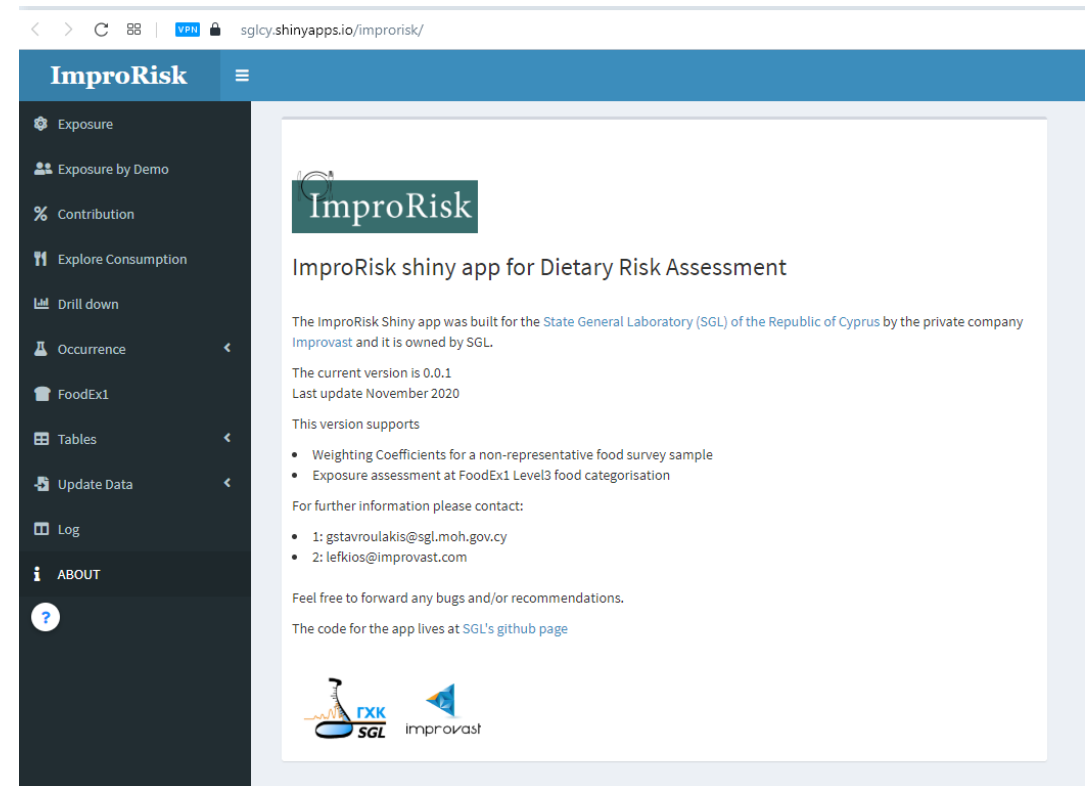 VPN
sglcy.shinyapps.io/improrisk/
ImproRisk
Exposure
Exposure by Demo
Contribution
Explore Consumption
Drill down
Occurrence
FoodEx1
Tables
Update Data
Log
ABOUT
?
ImproRisk
ImproRisk shiny app for Dietary Risk Assessment
The ImproRisk Shiny app was built for the State General Laboratory (SGL) of the Republic of Cyprus by the private company
Improvast and it is owned by SGL.
The current version is 0.0.1
Last update November 2020
This version supports
• Weighting Coefficients for a non-representative food survey sample
• Exposure assessment at FoodEx1 Level3 food categorisation
For further information please contact:
• 1: gstavroulakis@sgl.moh.gov.cy
• 2: lefkios@improvast.com
Feel free to forward any bugs and/or recommendations.
The code for the app lives at SGL's github page
ΓΧΚ
SGL
improvast